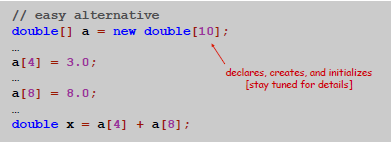 // easy alternative
double[] a = new double[10];
…
a[4] = 3.0;
…
a[8] = 8.0;
…
double x = a[4] + a[8];
declares, creates, and initializes
[stay tuned for details]